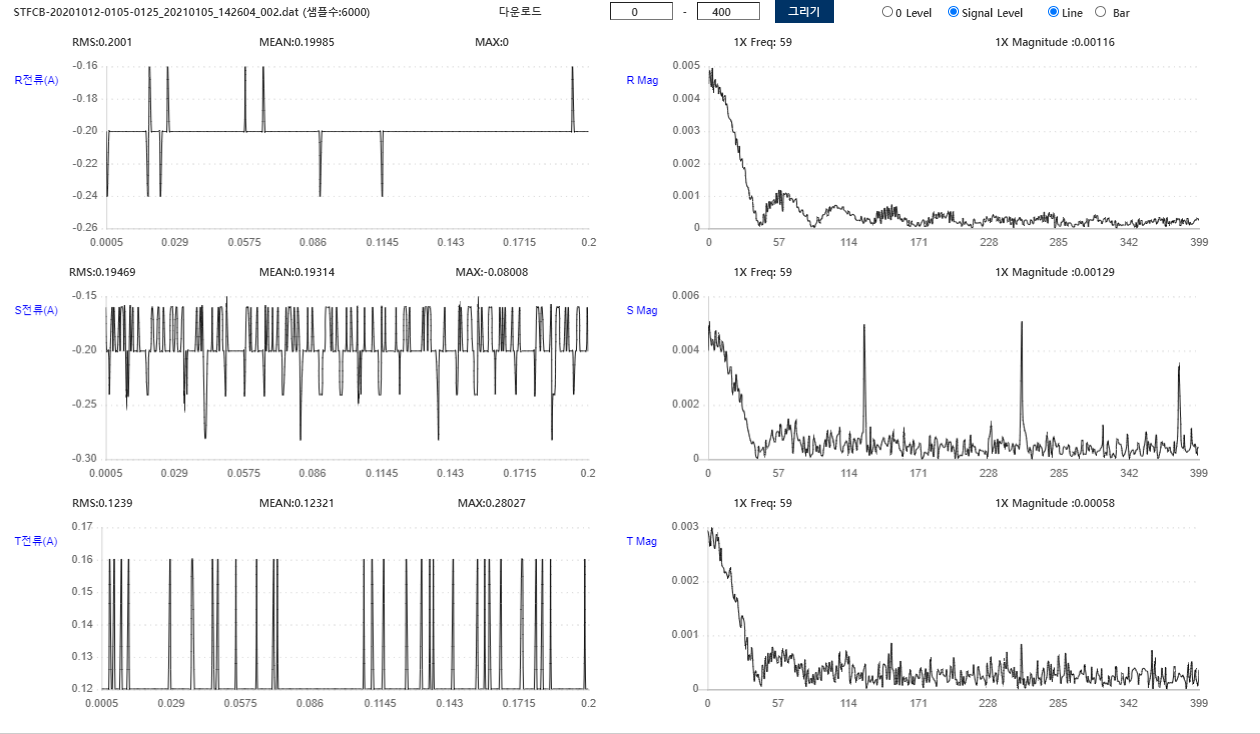 STFCB-20201012-0105-0125_20210105_142604_002.dat (샘플수:6000) 다운로드 0 - 400 그리기 0 Level Signal Level Line Bar
RMS:0.2001 MEAN:0.19985 MAX:0 1X Freq: 59 1X Magnitude :0.00116
R전류(A)
-0.16
-0.18
-0.20
-0.22
-0.24
-0.26
0.0005 0.029 0.0575 0.086 0.1145 0.143 0.1715 0.2
R Mag
0.005
0.004
0.003
0.002
0.001
0
0 57 114 171 228 285 342 399
RMS:0.19469 MEAN:0.19314 MAX:-0.08008 1X Freq: 59 1X Magnitude :0.00129
S전류(A)
-0.15
-0.20
-0.25
-0.30
0.0005 0.029 0.0575 0.086 0.1145 0.143 0.1715 0.2
S Mag
0.006
0.004
0.002
0
0 57 114 171 228 285 342 399
RMS:0.1239 MEAN:0.12321 MAX:0.28027 1X Freq: 59 1X Magnitude :0.00058
T전류(A)
0.17
0.16
0.15
0.14
0.13
0.12
0.0005 0.029 0.0575 0.086 0.1145 0.143 0.1715 0.2
T Mag
0.003
0.002
0.001
0
0 57 114 171 228 285 342 399